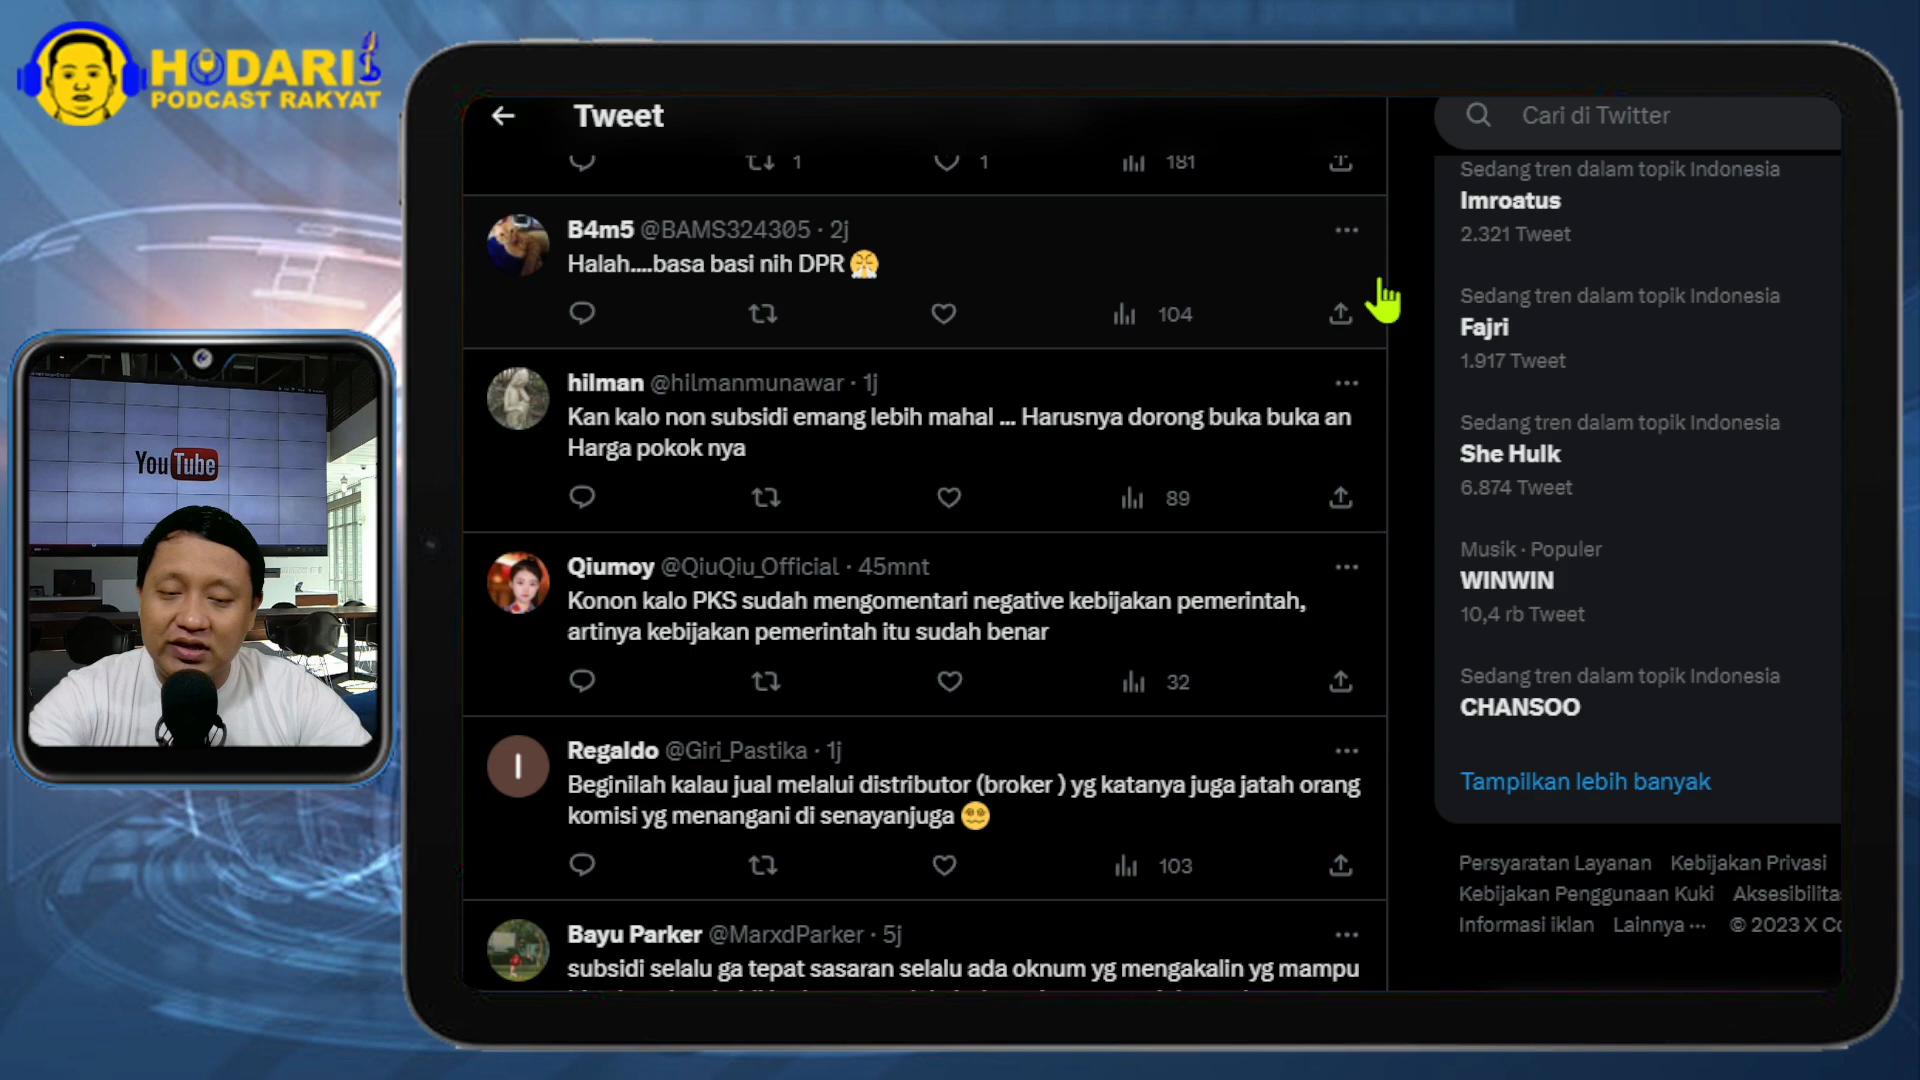 HODARI
PODCAST RAKYAT
YouTube
Tweet
1
1
181
B4m5 @BAMS324305 · 2j
Halah....basa basi nih DPR 😤
104
hilman @hilmanmunawar · 1j
Kan kalo non subsidi emang lebih mahal ... Harusnya dorong buka buka an
Harga pokok nya
89
Qiumoy @QiuQiu_Official · 45mnt
Konon kalo PKS sudah mengomentari negative kebijakan pemerintah,
artinya kebijakan pemerintah itu sudah benar
32
I
Regaldo @Giri_Pastika · 1j
Beginilah kalau jual melalui distributor (broker ) yg katanya juga jatah orang
komisi yg menangani di senayanjuga 😵‍💫
103
Bayu Parker @MarxdParker · 5j
subsidi selalu ga tepat sasaran selalu ada oknum yg mengakalin yg mampu
Cari di Twitter
Sedang tren dalam topik Indonesia
Imroatus
2.321 Tweet
Sedang tren dalam topik Indonesia
Fajri
1.917 Tweet
Sedang tren dalam topik Indonesia
She Hulk
6.874 Tweet
Musik · Populer
WINWIN
10,4 rb Tweet
Sedang tren dalam topik Indonesia
CHANSOO
Tampilkan lebih banyak
Persyaratan Layanan Kebijakan Privasi
Kebijakan Penggunaan Kuki Aksesibilita
Informasi iklan Lainnya ··· © 2023 X Co